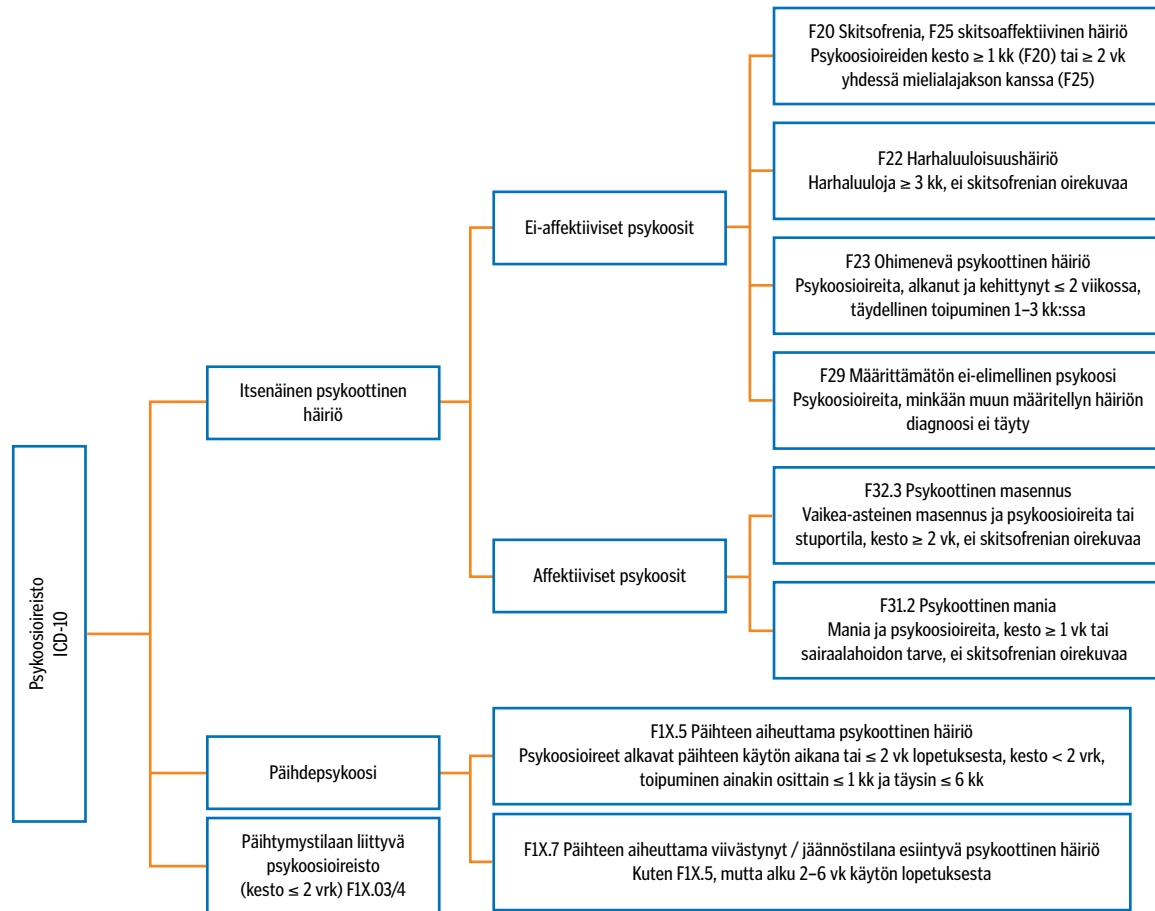 F20 Skitsofrenia, F25 skitsoaffektiivinen häiriö
Psykoosioireiden kesto ≥ 1 kk (F20) tai ≥ 2 vk
yhdessä mielialajakson kanssa (F25)
F22 Harhaluuloisuushäiriö
Harhaluuloja ≥ 3 kk, ei skitsofrenian oirekuvaa
Ei-affektiiviset psykoosit
F23 Ohimenevä psykoottinen häiriö
Psykoosioireita, alkanut ja kehittynyt ≤ 2 viikossa,
täydellinen toipuminen 1–3 kk:ssa
Itsenäinen psykoottinen
häiriö
F29 Määrittämätön ei-elimellinen psykoosi
Psykoosioireita, minkään muun määritellyn häiriön
diagnoosi ei täyty
F32.3 Psykoottinen masennus
Vaikea-asteinen masennus ja psykoosioireita tai
stuportila, kesto ≥ 2 vk, ei skitsofrenian oirekuvaa
Affektiiviset psykoosit
F31.2 Psykoottinen mania
Mania ja psykoosioireita, kesto ≥ 1 vk tai
sairaalahoidon tarve, ei skitsofrenian oirekuvaa
Psykoosioireisto
ICD-10
Päihdepsykoosi
F1X.5 Päihteen aiheuttama psykoottinen häiriö
Psykoosioireet alkavat päihteen käytön aikana tai ≤ 2 vk lopetuksesta, kesto < 2 vrk,
toipuminen ainakin osittain ≤ 1 kk ja täysin ≤ 6 kk
Päihtymystilaan liittyvä
psykoosioireisto
(kesto ≤ 2 vrk) F1X.03/4
F1X.7 Päihteen aiheuttama viivästynyt / jäännöstilana esiintyvä psykoottinen häiriö
Kuten F1X.5, mutta alku 2–6 vk käytön lopetuksesta